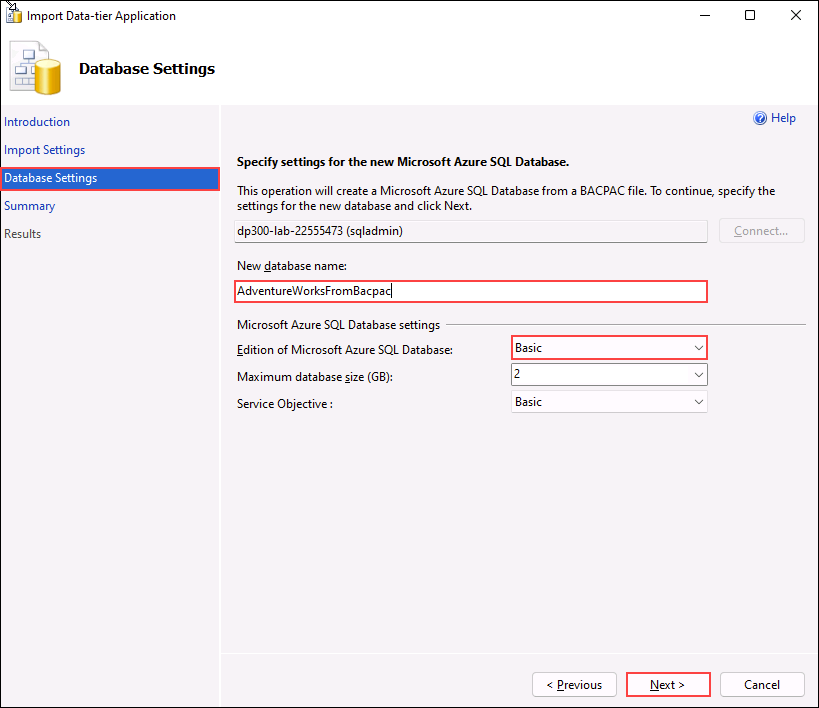 Import Data-tier Application
Database Settings
Introduction
Import Settings
Database Settings
Summary
Results
Help
Specify settings for the new Microsoft Azure SQL Database.
This operation will create a Microsoft Azure SQL Database from a BACPAC file. To continue, specify the
settings for the new database and click Next.
dp300-lab-22555473 (sqladmin)
Connect...
New database name:
AdventureWorksFromBacpac
Microsoft Azure SQL Database settings
Edition of Microsoft Azure SQL Database:
Basic
Maximum database size (GB):
2
Service Objective :
Basic
< Previous
Next >
Cancel